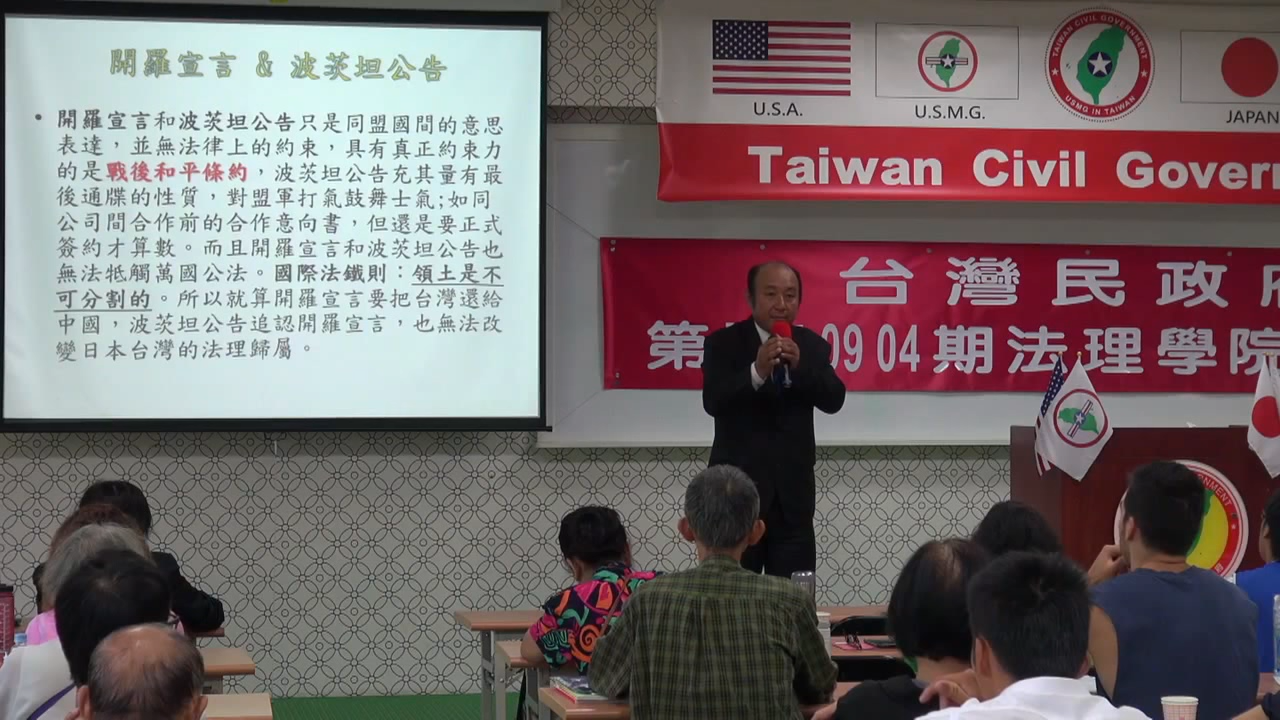 開羅宣言 & 波茨坦公告
• 開羅宣言和波茨坦公告只是同盟國間的意思
表達，並無法律上的約束，具有真正約束力
的是戰後和平條約，波茨坦公告充其量有最
後通牒的性質，對盟軍打氣鼓舞士氣;如同
公司間合作前的合作意向書，但還是要正式
簽約才算數。而且開羅宣言和波茨坦公告也
無法牴觸萬國公法。國際法鐵則：領土是不
可分割的。所以就算開羅宣言要把台灣還給
中國，波茨坦公告追認開羅宣言，也無法改
變日本台灣的法理歸屬。
U.S.A.
U.S.M.G.
TAIWAN CIVIL GOVERNMENT
USMG IN TAIWAN
JAPAN
Taiwan Civil Govern
台灣民政府
第
09 04 期法理學院